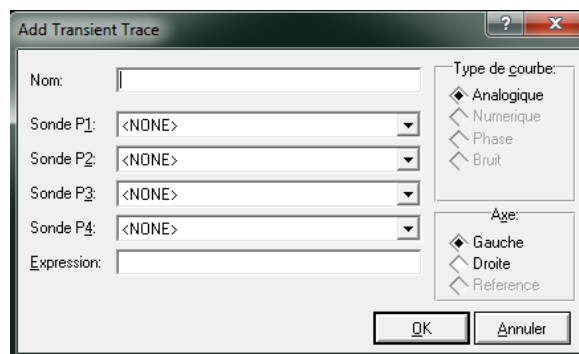 Add Transient Trace
Nom:
Sonde P1: <NONE>
Sonde P2: <NONE>
Sonde P3: <NONE>
Sonde P4: <NONE>
Expression:
Type de courbe:
Analogique
Numerique
Phase
Bruit
Axe:
Gauche
Droite
Reference
OK
Annuler